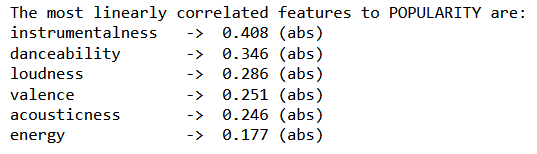 The most linearly correlated features to POPULARITY are:
instrumentalness -> 0.408 (abs)
danceability -> 0.346 (abs)
loudness -> 0.286 (abs)
valence -> 0.251 (abs)
acousticness -> 0.246 (abs)
energy -> 0.177 (abs)